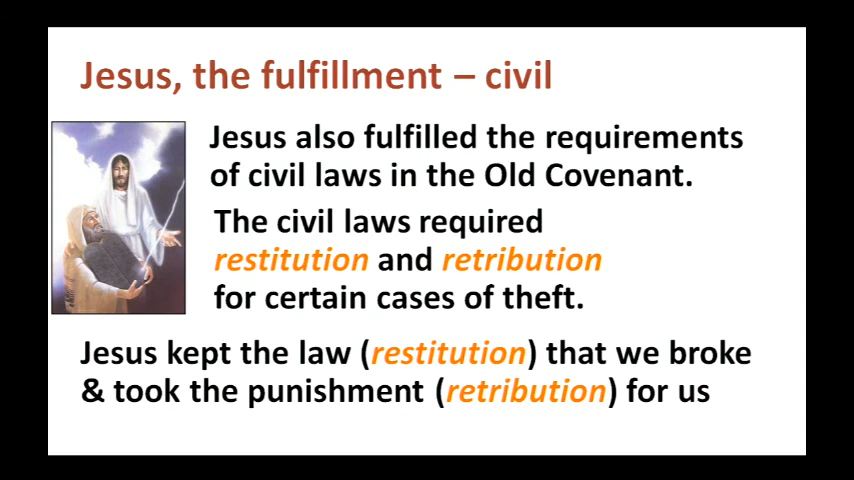 Jesus, the fulfillment – civil
Jesus also fulfilled the requirements
of civil laws in the Old Covenant.
The civil laws required
restitution and retribution
for certain cases of theft.
Jesus kept the law (restitution) that we broke
& took the punishment (retribution) for us